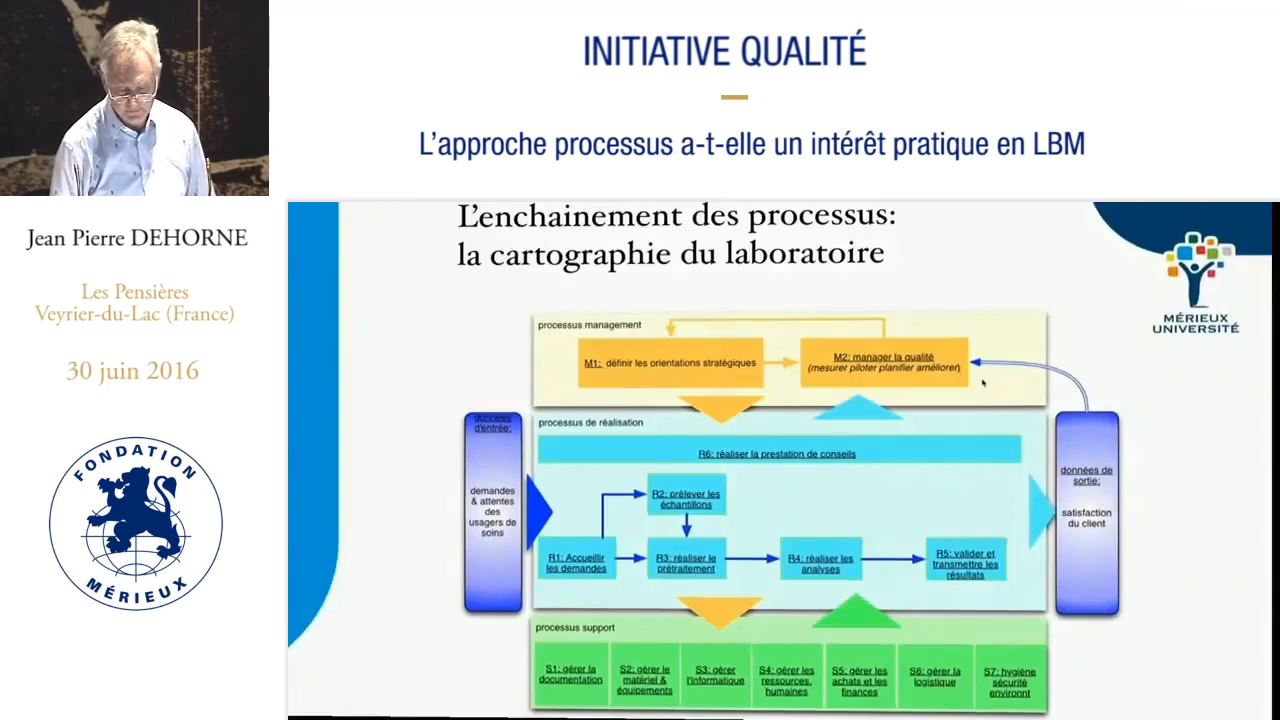 INITIATIVE QUALITÉ
L'approche processus a-t-elle un intérêt pratique en LBM
Jean Pierre DEHORNE
Les Pensières
Veyrier-du-Lac (France)
30 juin 2016
FONDATION
MÉRIEUX
L'enchainement des processus:
la cartographie du laboratoire
MÉRIEUX
UNIVERSITÉ
processus management
M1: définir les orientations stratégiques
M2: manager la qualité
(mesurer piloter planifier améliorer)
données
d'entrée:
demandes
& attentes
des
usagers de
soins
processus de réalisation
R6: réaliser la prestation de conseils
R2: prélever les
échantillons
R1: Accueillir
les demandes
R3: réaliser le
prétraitement
R4: réaliser les
analyses
R5: valider et
transmettre les
résultats
données de
sortie:
satisfaction
du client
processus support
S1: gérer la
documentation
S2: gérer le
matériel &
équipements
S3: gérer
l'informatique
S4: gérer les
ressources
humaines
S5: gérer les
achats et les
finances
S6: gérer la
logistique
S7: hygiène
sécurité
environnt